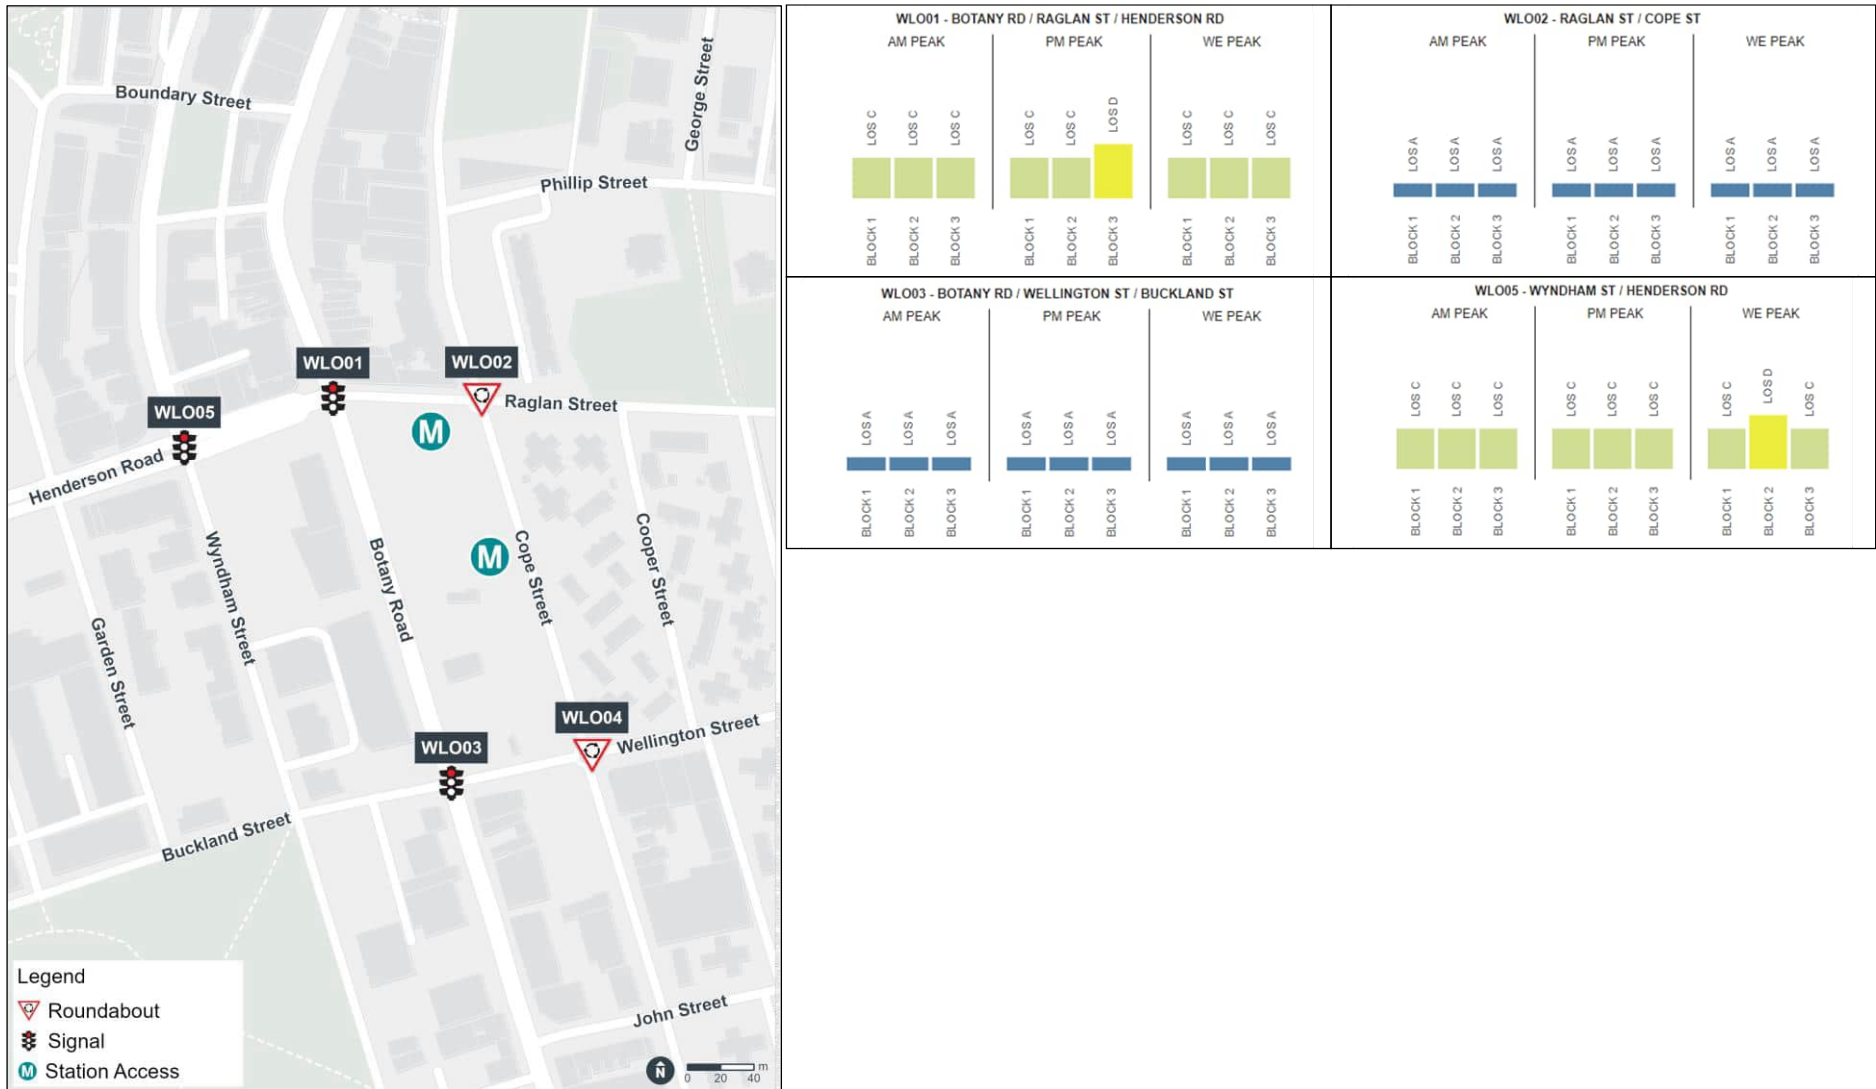 Boundary Street
George Street
Phillip Street
WLO01
WLO02
Raglan Street
WLO05
M
Henderson Road
M
Wyndham Street
Botany Road
Cope Street
Cooper Street
Garden Street
WLO04
Wellington Street
WLO03
Buckland Street
John Street
Legend
Roundabout
Signal
M Station Access
N
m
0 20 40
WLO01 - BOTANY RD / RAGLAN ST / HENDERSON RD
AM PEAK PM PEAK WE PEAK
LOS C LOS C LOS C LOS C LOS C LOS D LOS C LOS C LOS C
BLOCK 1 BLOCK 2 BLOCK 3 BLOCK 1 BLOCK 2 BLOCK 3 BLOCK 1 BLOCK 2 BLOCK 3
WLO02 - RAGLAN ST / COPE ST
AM PEAK PM PEAK WE PEAK
LOS A LOS A LOS A LOS A LOS A LOS A LOS A LOS A LOS A
BLOCK 1 BLOCK 2 BLOCK 3 BLOCK 1 BLOCK 2 BLOCK 3 BLOCK 1 BLOCK 2 BLOCK 3
WLO03 - BOTANY RD / WELLINGTON ST / BUCKLAND ST
AM PEAK PM PEAK WE PEAK
LOS A LOS A LOS A LOS A LOS A LOS A LOS A LOS A LOS A
BLOCK 1 BLOCK 2 BLOCK 3 BLOCK 1 BLOCK 2 BLOCK 3 BLOCK 1 BLOCK 2 BLOCK 3
WLO05 - WYNDHAM ST / HENDERSON RD
AM PEAK PM PEAK WE PEAK
LOS C LOS C LOS C LOS C LOS C LOS C LOS C LOS D LOS C
BLOCK 1 BLOCK 2 BLOCK 3 BLOCK 1 BLOCK 2 BLOCK 3 BLOCK 1 BLOCK 2 BLOCK 3